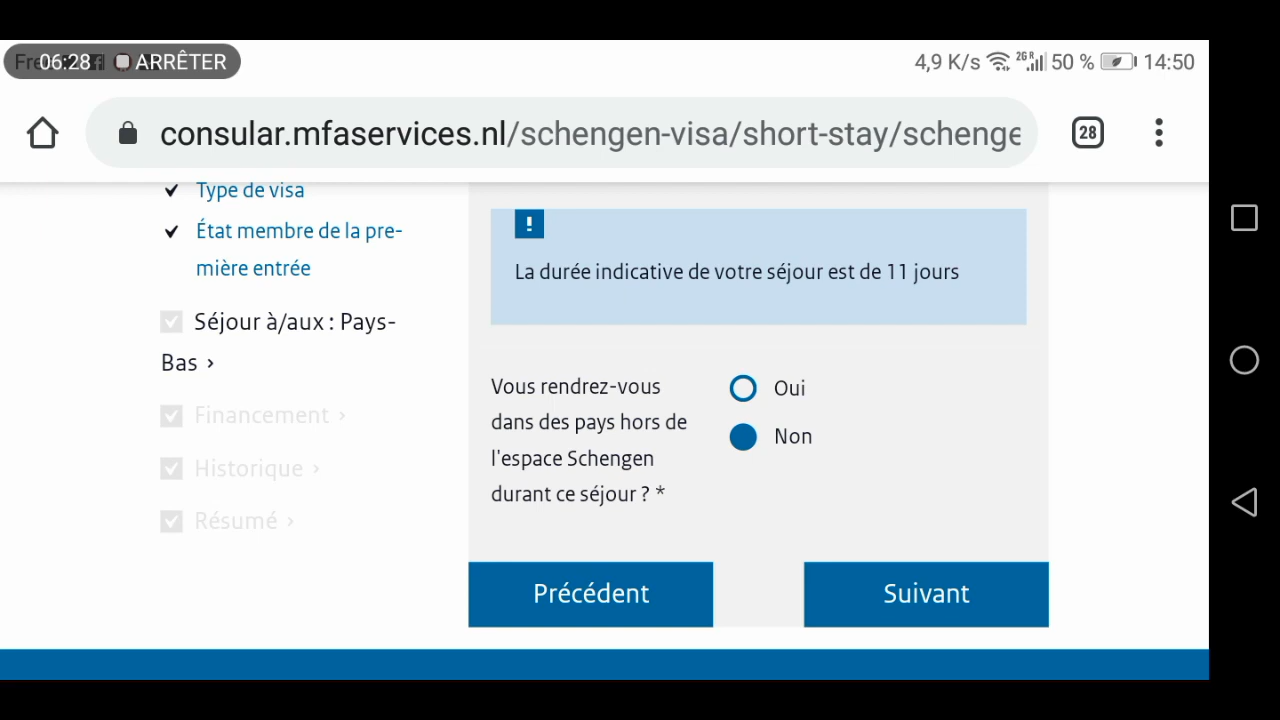 06:28 ARRÊTER
4,9 K/s 50 % 14:50
consular.mfaservices.nl/schengen-visa/short-stay/schenge
28
Type de visa
État membre de la pre-
mière entrée
Séjour à/aux : Pays-
Bas ›
Financement ›
Historique ›
Résumé ›
!
La durée indicative de votre séjour est de 11 jours
Vous rendrez-vous
dans des pays hors de
l'espace Schengen
durant ce séjour ? *
Oui
Non
Précédent
Suivant